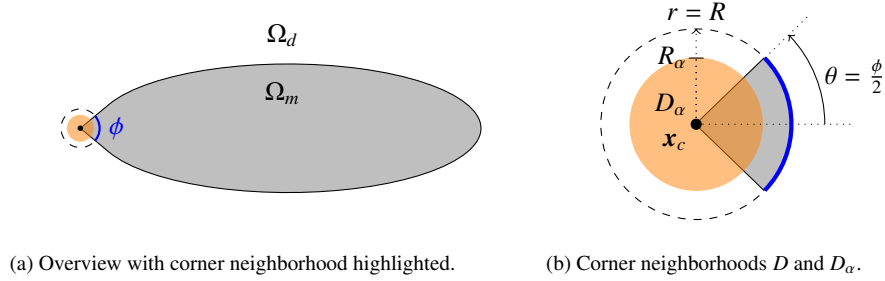 Ω_d
Ω_m
ϕ
r = R
R_α
D_α
x_c
θ = ϕ/2
(a) Overview with corner neighborhood highlighted.
(b) Corner neighborhoods D and D_α.